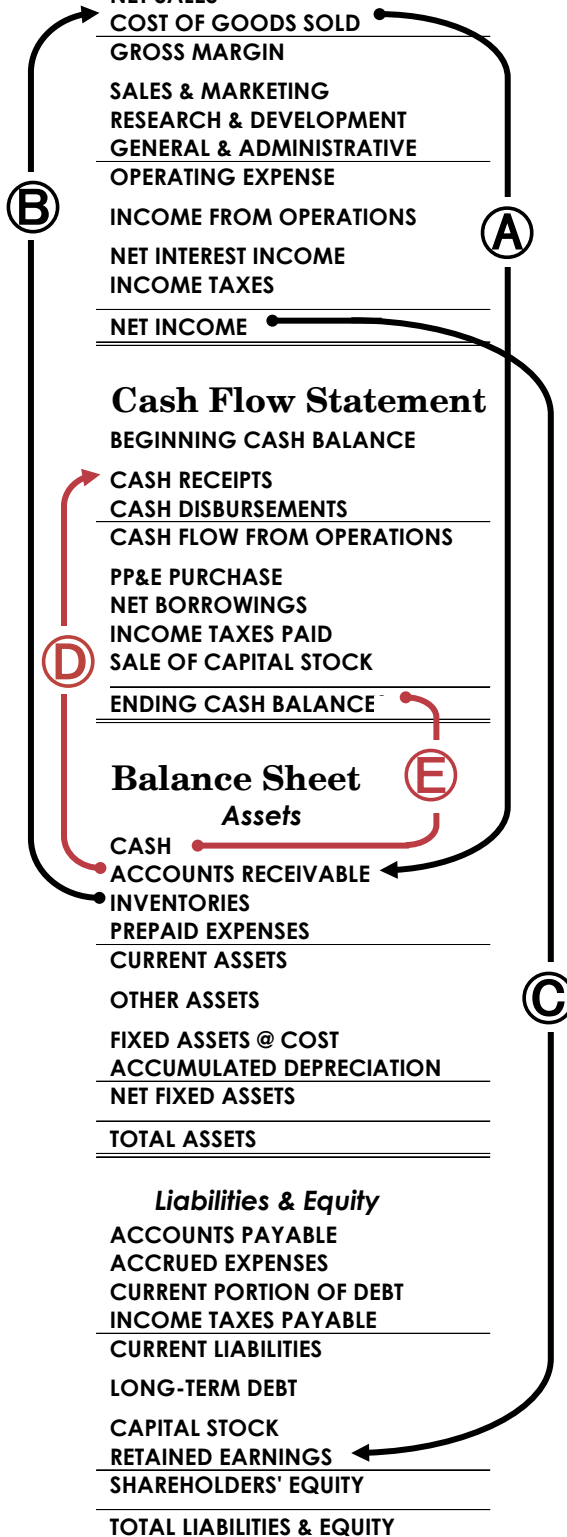 NET SALES
COST OF GOODS SOLD
GROSS MARGIN
SALES & MARKETING
RESEARCH & DEVELOPMENT
GENERAL & ADMINISTRATIVE
OPERATING EXPENSE
B
INCOME FROM OPERATIONS
A
NET INTEREST INCOME
INCOME TAXES
NET INCOME
Cash Flow Statement
BEGINNING CASH BALANCE
CASH RECEIPTS
CASH DISBURSEMENTS
CASH FLOW FROM OPERATIONS
PP&E PURCHASE
NET BORROWINGS
INCOME TAXES PAID
D
SALE OF CAPITAL STOCK
ENDING CASH BALANCE
Balance Sheet
E
Assets
CASH
ACCOUNTS RECEIVABLE
INVENTORIES
PREPAID EXPENSES
CURRENT ASSETS
OTHER ASSETS
C
FIXED ASSETS @ COST
ACCUMULATED DEPRECIATION
NET FIXED ASSETS
TOTAL ASSETS
Liabilities & Equity
ACCOUNTS PAYABLE
ACCRUED EXPENSES
CURRENT PORTION OF DEBT
INCOME TAXES PAYABLE
CURRENT LIABILITIES
LONG-TERM DEBT
CAPITAL STOCK
RETAINED EARNINGS
SHAREHOLDERS' EQUITY
TOTAL LIABILITIES & EQUITY